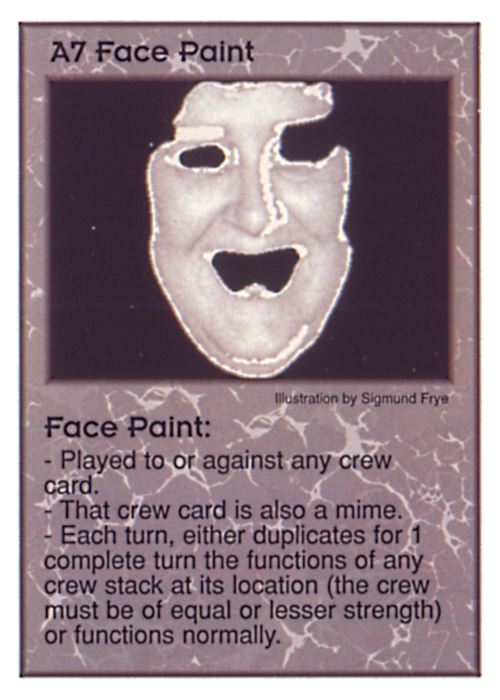 A7 Face Paint
Illustration by Sigmund Frye
Face Paint:
- Played to or against any crew
card.
- That crew card is also a mime.
- Each turn, either duplicates for 1
complete turn the functions of any
crew stack at its location (the crew
must be of equal or lesser strength)
or functions normally.